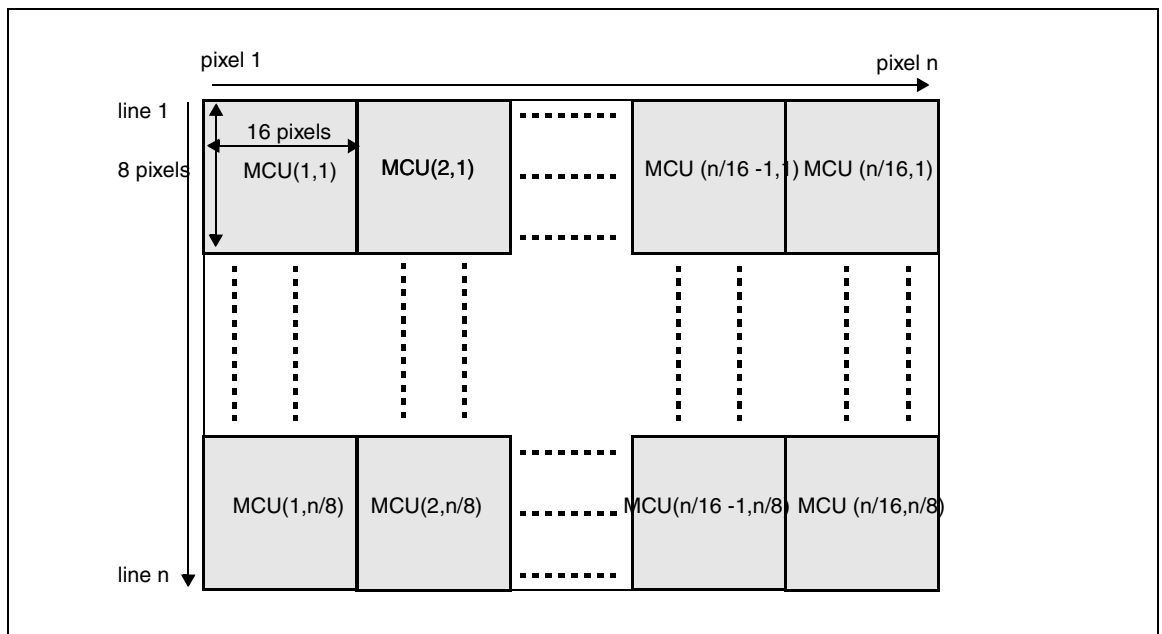 pixel 1
pixel n
line 1
16 pixels
8 pixels
MCU(1,1)
MCU(2,1)
MCU (n/16 -1,1)
MCU (n/16,1)
MCU(1,n/8)
MCU(2,n/8)
MCU(n/16 -1,n/8)
MCU (n/16,n/8)
line n